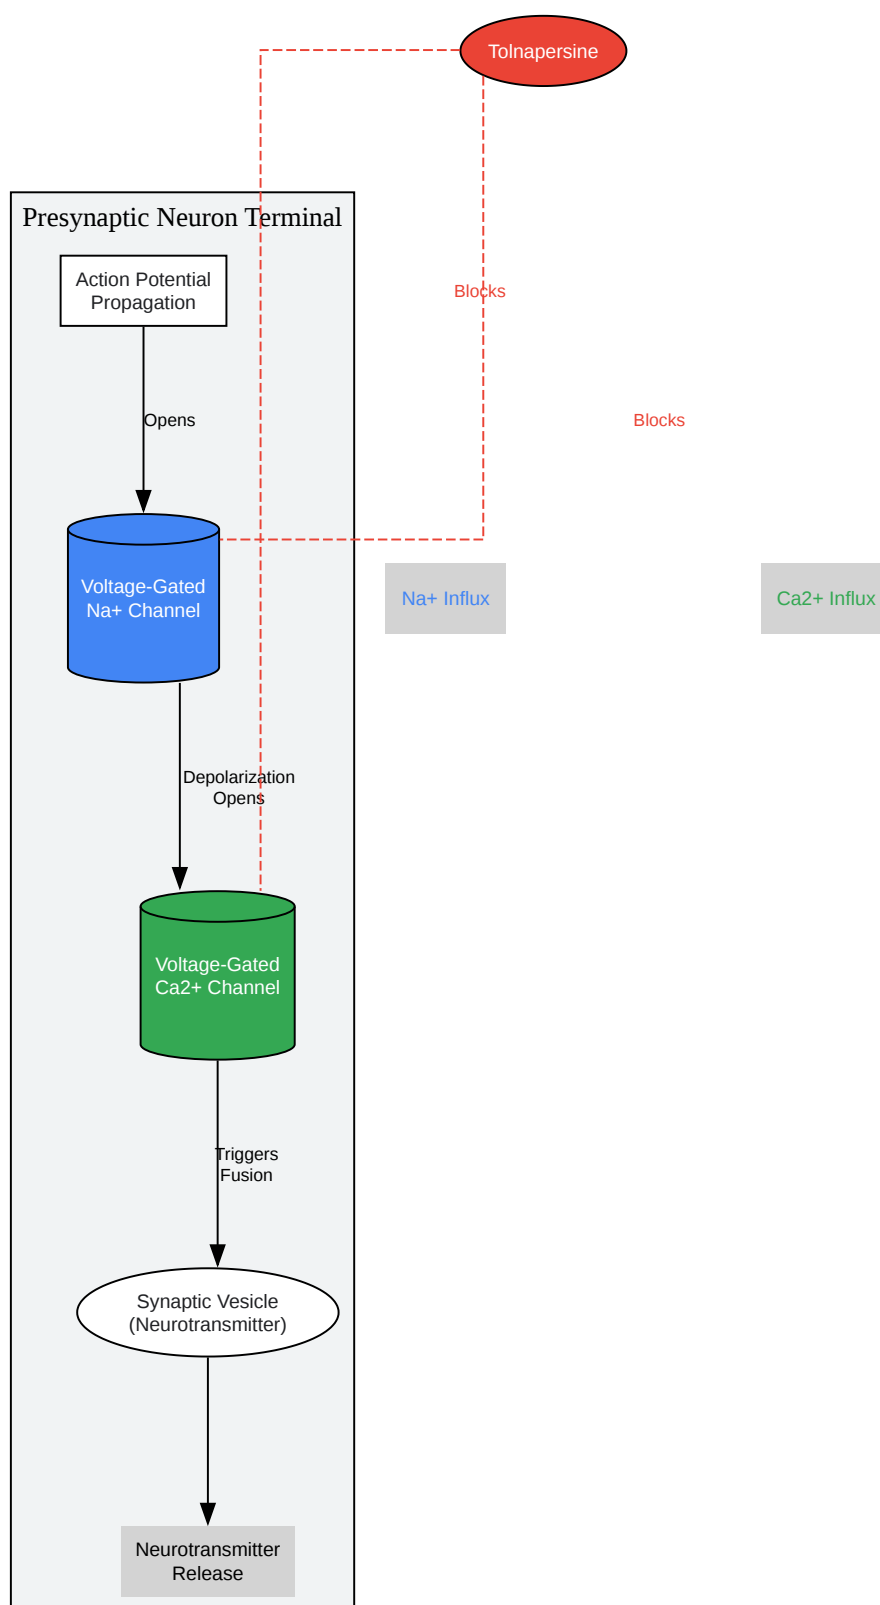 Tolnapersine
Presynaptic Neuron Terminal
Action Potential
Propagation
Blocks
Opens
Blocks
Voltage-Gated
Na+ Channel
Na+ Influx
Ca2+ Influx
Depolarization
Opens
Voltage-Gated
Ca2+ Channel
Triggers
Fusion
Synaptic Vesicle
(Neurotransmitter)
Neurotransmitter
Release